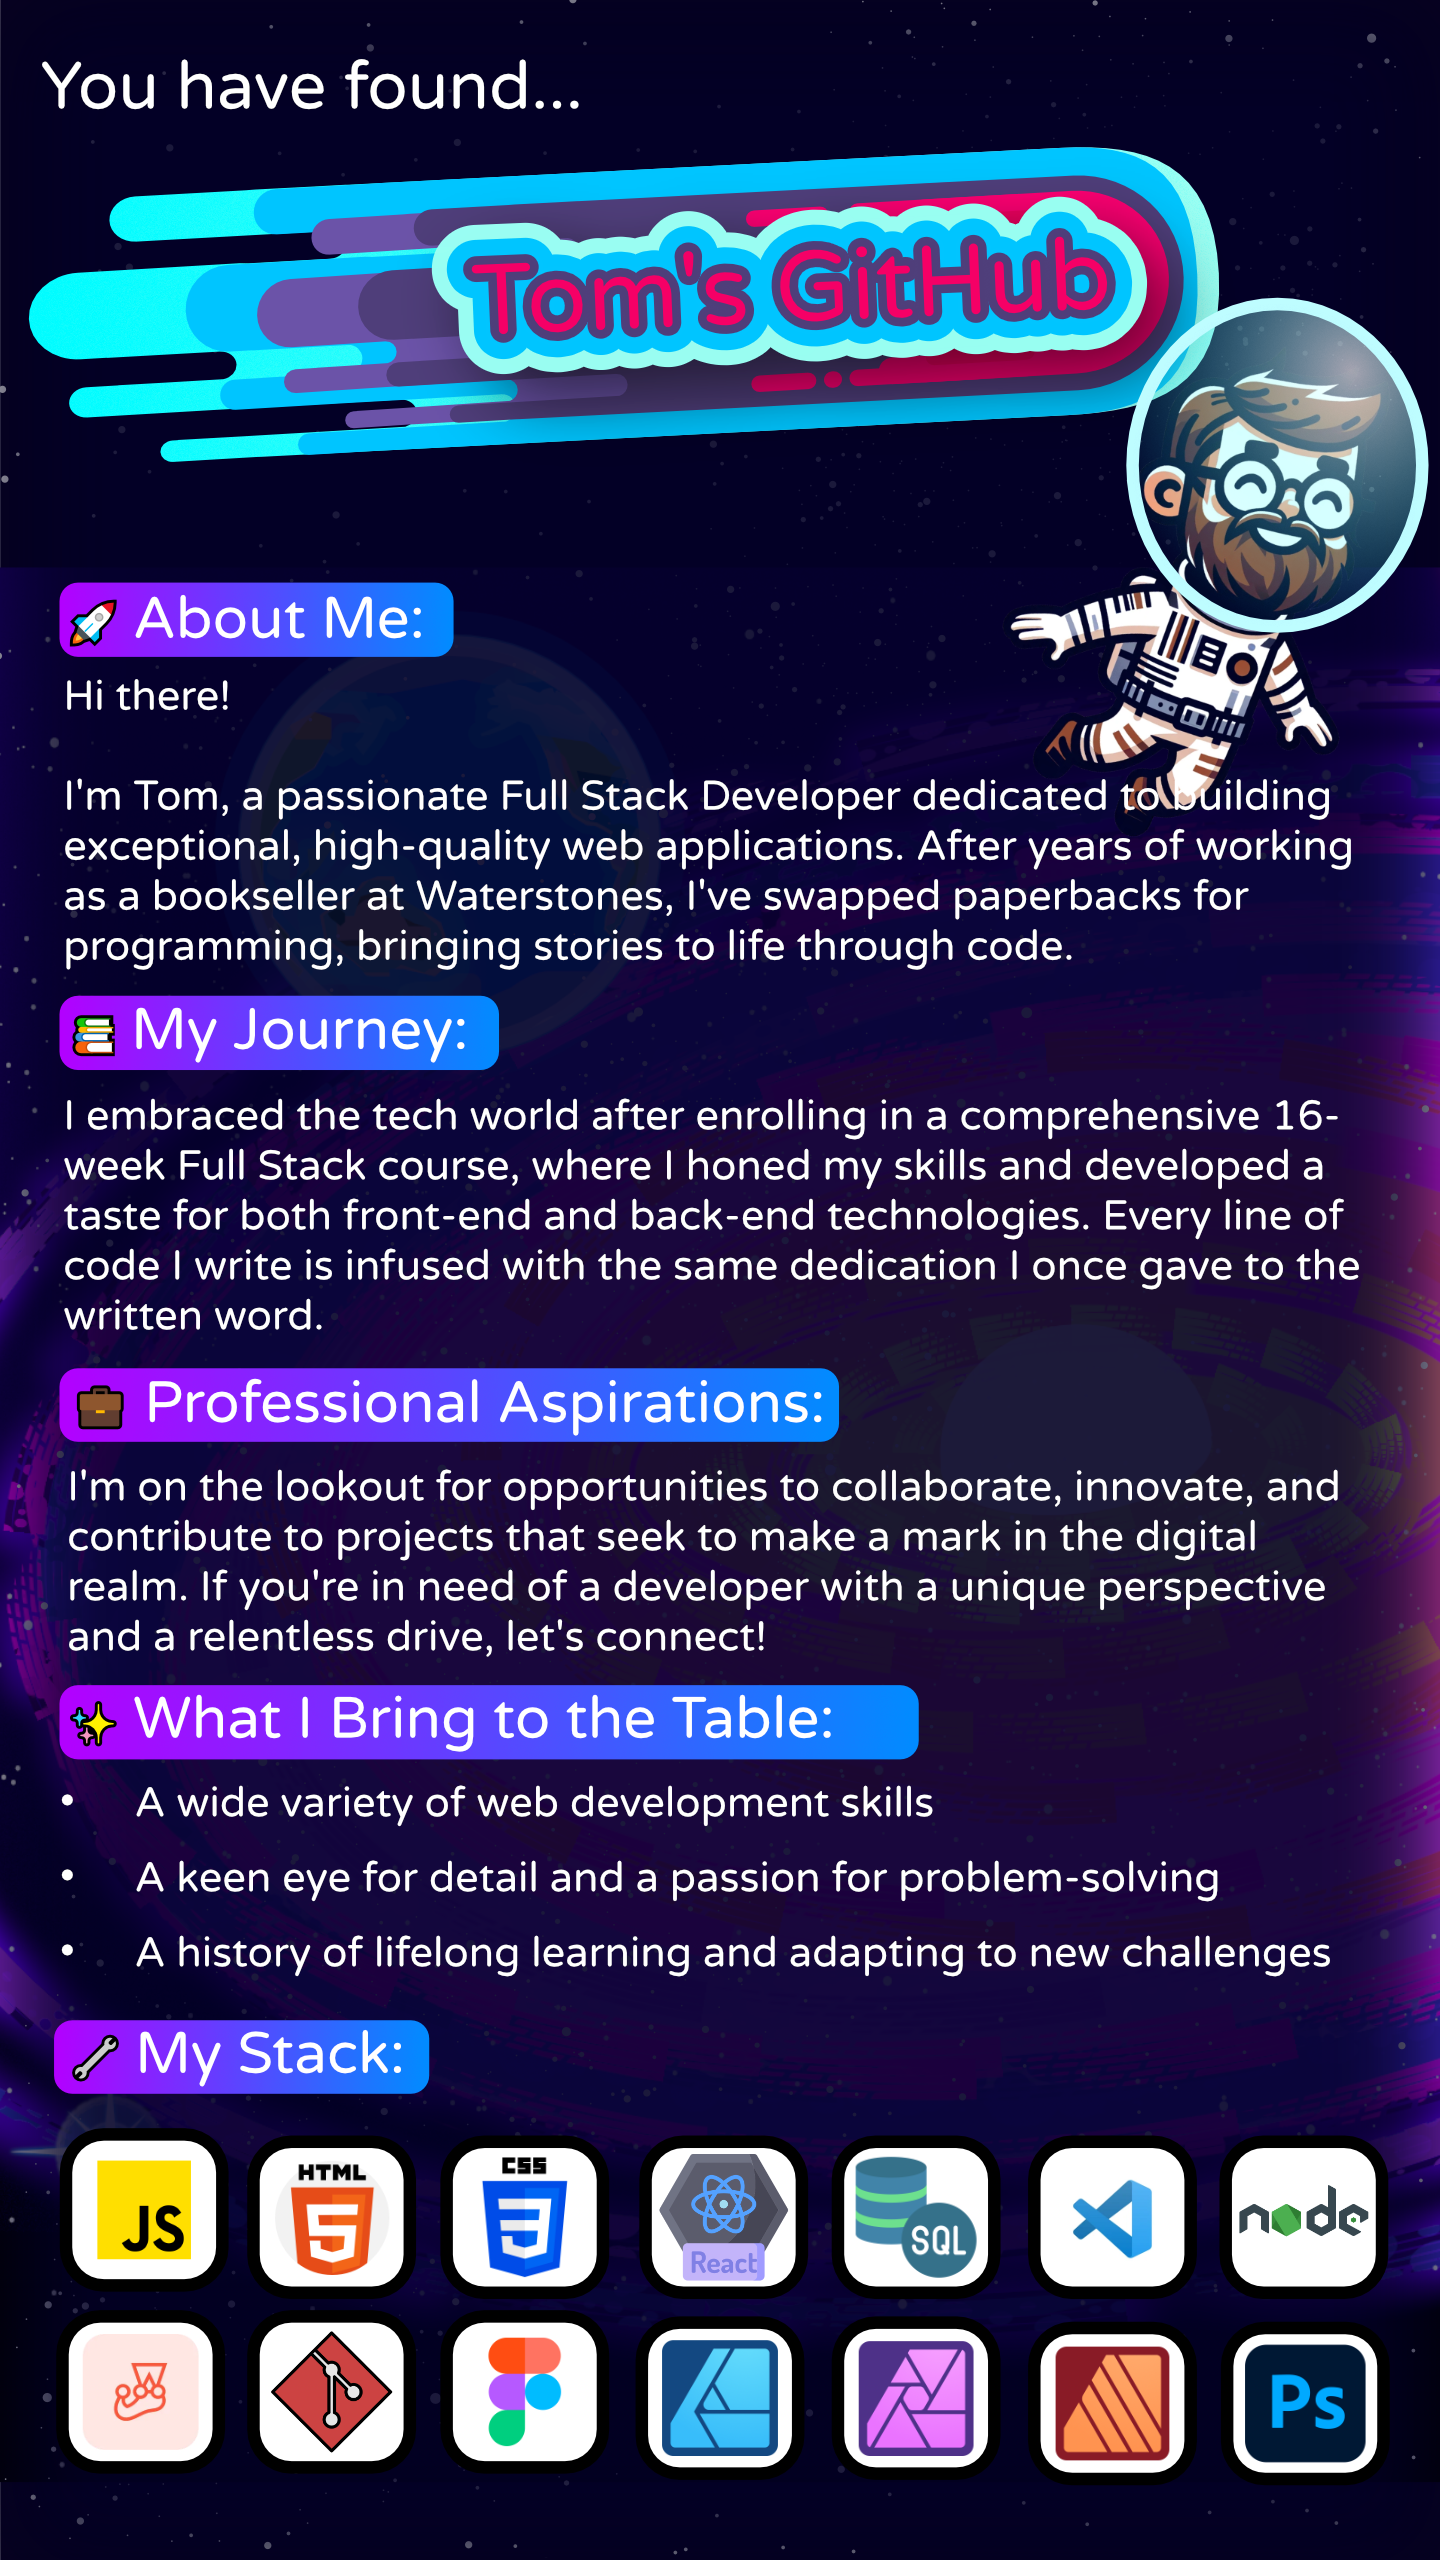 You have found...
Tom's GitHub
About Me:
Hi there!
I'm Tom, a passionate Full Stack Developer dedicated to building
exceptional, high-quality web applications. After years of working
as a bookseller at Waterstones, I've swapped paperbacks for
programming, bringing stories to life through code.
My Journey:
I embraced the tech world after enrolling in a comprehensive 16-
week Full Stack course, where I honed my skills and developed a
taste for both front-end and back-end technologies. Every line of
code I write is infused with the same dedication I once gave to the
written word.
Professional Aspirations:
I'm on the lookout for opportunities to collaborate, innovate, and
contribute to projects that seek to make a mark in the digital
realm. If you're in need of a developer with a unique perspective
and a relentless drive, let's connect!
What I Bring to the Table:
• A wide variety of web development skills
• A keen eye for detail and a passion for problem-solving
• A history of lifelong learning and adapting to new challenges
My Stack:
JS
HTML
5
CSS
3
React
SQL
node
Ps